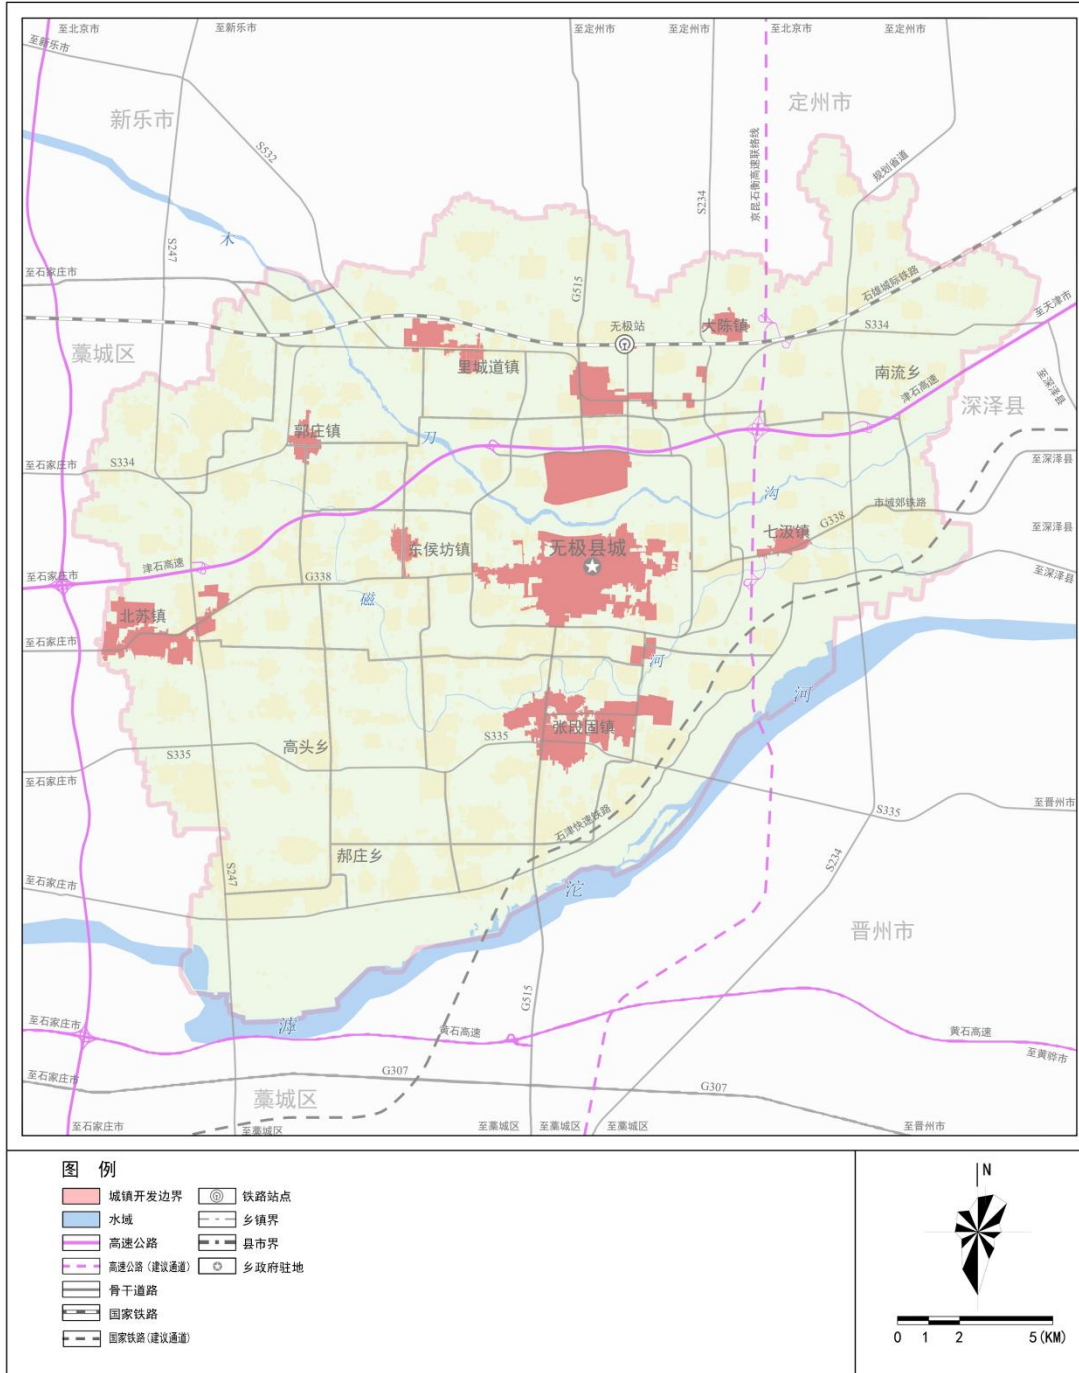 至北京市
至新乐市
至定州市
至定州市
至北京市
至定州市
至新乐市
定州市
新乐市
京昆石衡高速联络线
S532
规划省道
S234
木
S247
至石家庄市
G515
石雄城际铁路
至天津市
无极站
大陈镇
S334
藁城区
里城道镇
南流乡
至深泽县
津石高速
深泽县
郭庄镇
刀
至石家庄市
S334
至深泽县
沟
市域郊铁路
G338
七汲镇
至深泽县
东侯坊镇
无极县城
津石高速
至石家庄市
G338
至深泽县
磁
北苏镇
至石家庄市
河
河
张段固镇
S335
高头乡
S335
至石家庄市
至晋州市
S335
石津快速铁路
S234
郝庄乡
S247
至石家庄市
沱
晋州市
G515
至石家庄市
滹
黄石高速
黄石高速
至黄骅市
至石家庄市
G307
G307
藁城区
至石家庄市
至藁城区
至藁城区
至藁城区
至藁城区
至晋州市
图 例
城镇开发边界
铁路站点
水域
乡镇界
高速公路
县市界
高速公路(建议通道)
乡政府驻地
骨干道路
国家铁路
国家铁路(建议通道)
N
0 1 2 5(KM)